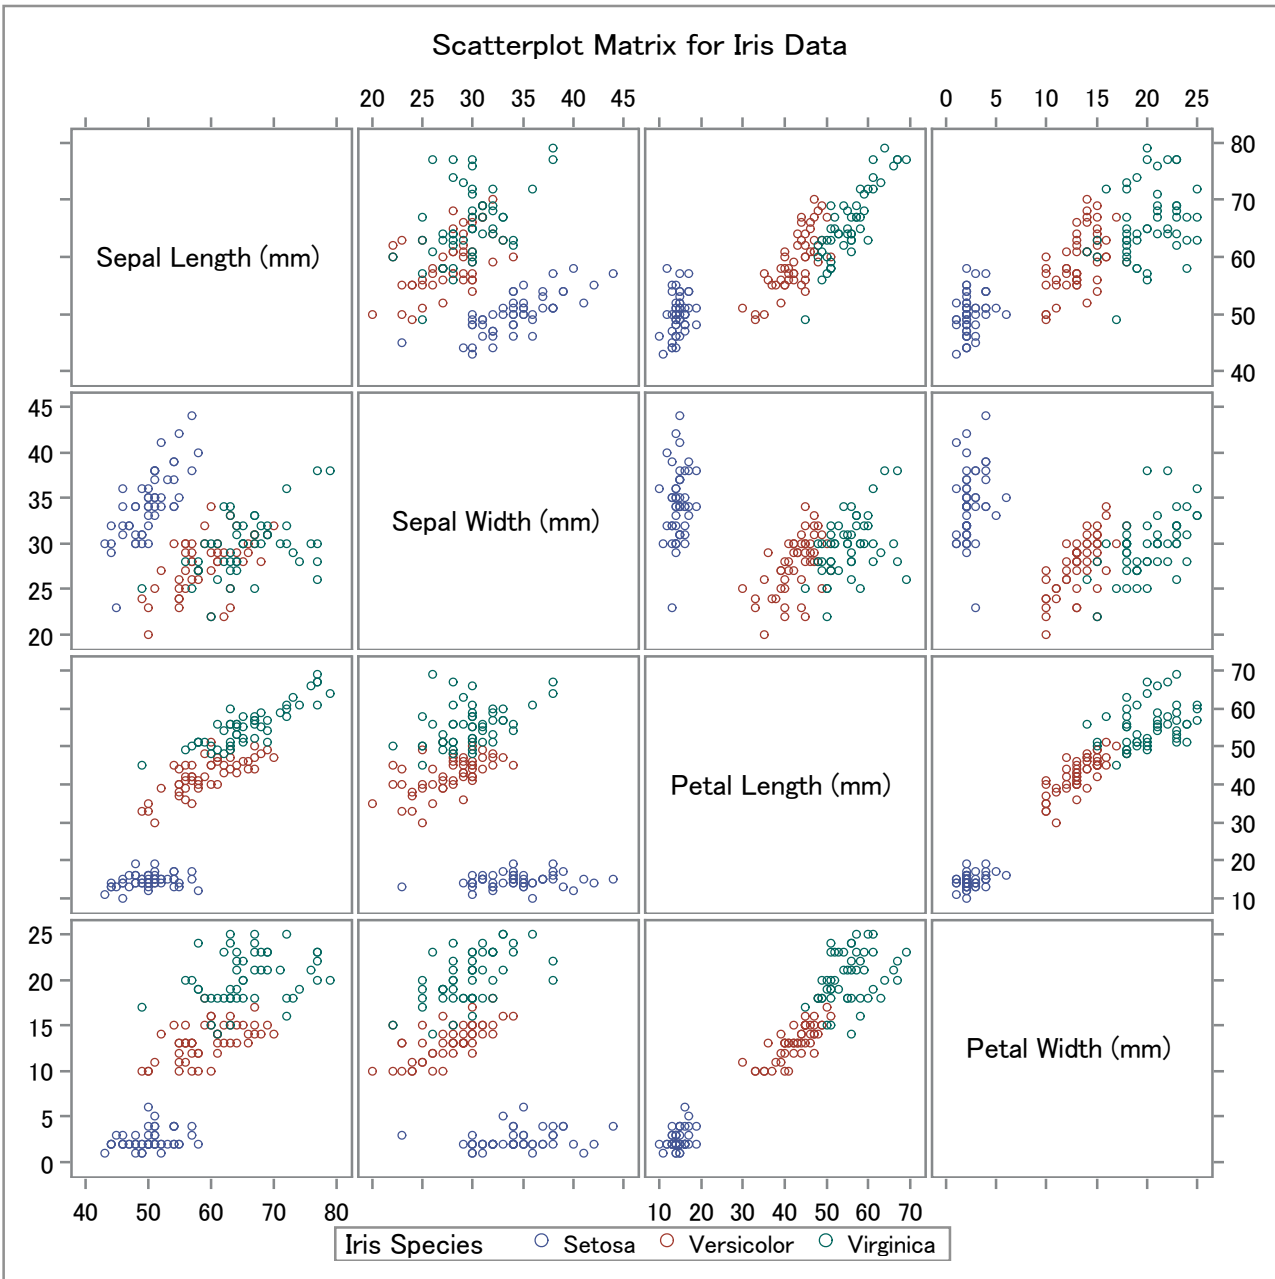 Scatterplot Matrix for Iris Data
20 25 30 35 40 45
0 5 10 15 20 25
Sepal Length (mm)
80
70
60
50
40
45
40
35
30
25
20
Sepal Width (mm)
Petal Length (mm)
70
60
50
40
30
20
10
25
20
15
10
5
0
Petal Width (mm)
40 50 60 70 80
10 20 30 40 50 60 70
Iris Species Setosa Versicolor Virginica